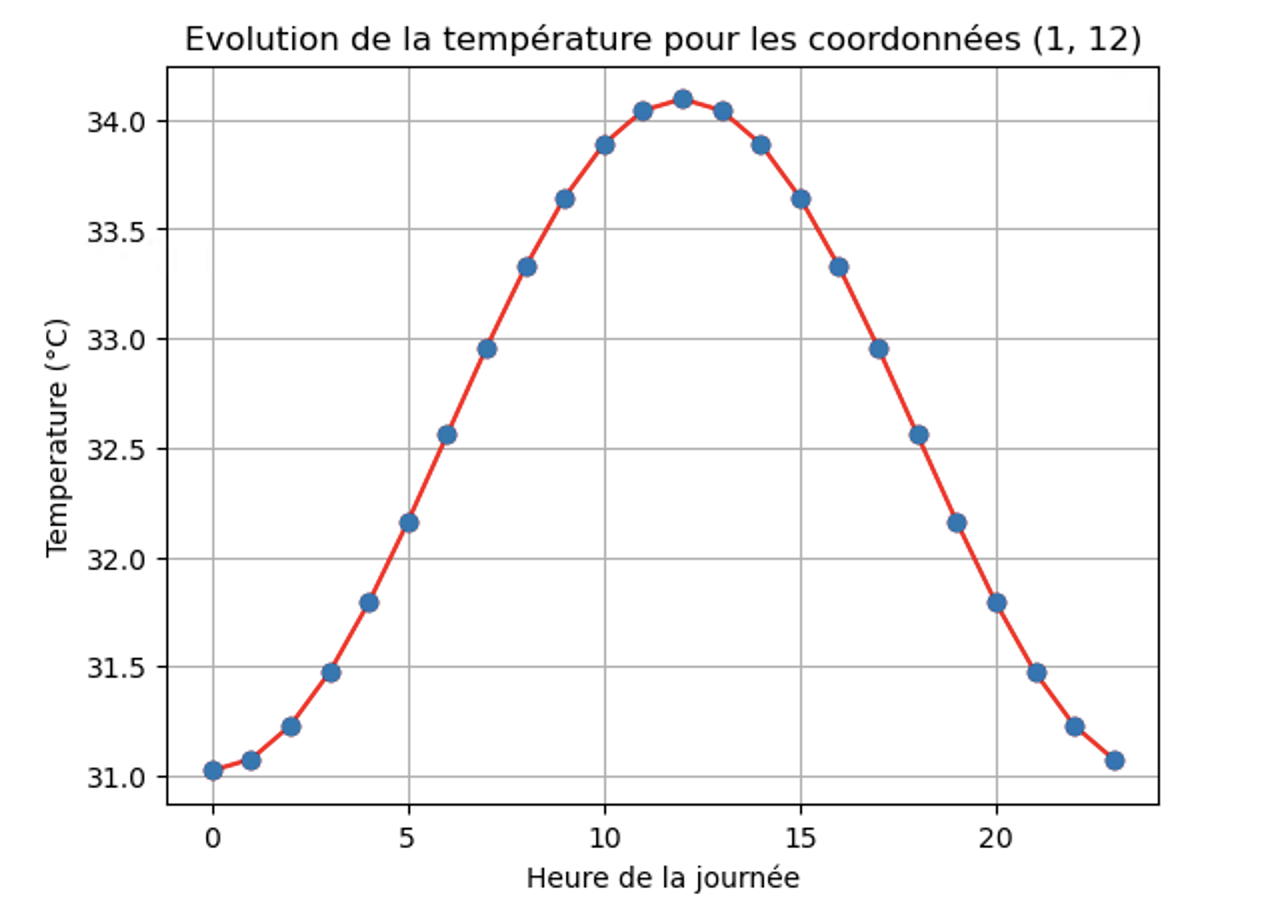 Evolution de la température pour les coordonnées (1, 12)
34.0
33.5
33.0
32.5
32.0
31.5
31.0
Temperature (°C)
0 5 10 15 20
Heure de la journée